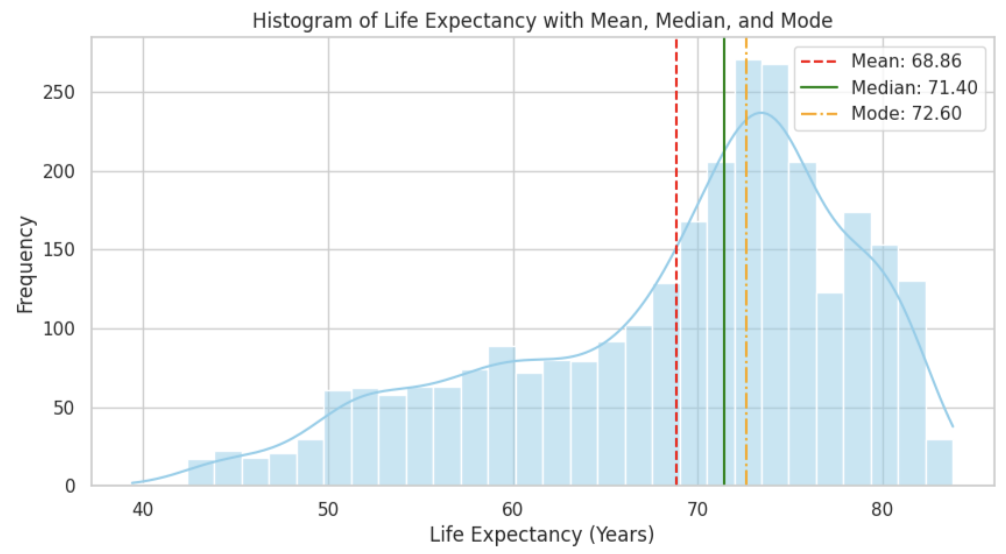 Histogram of Life Expectancy with Mean, Median, and Mode
Mean: 68.86
Median: 71.40
Mode: 72.60
Frequency
250
200
150
100
50
0
40 50 60 70 80
Life Expectancy (Years)